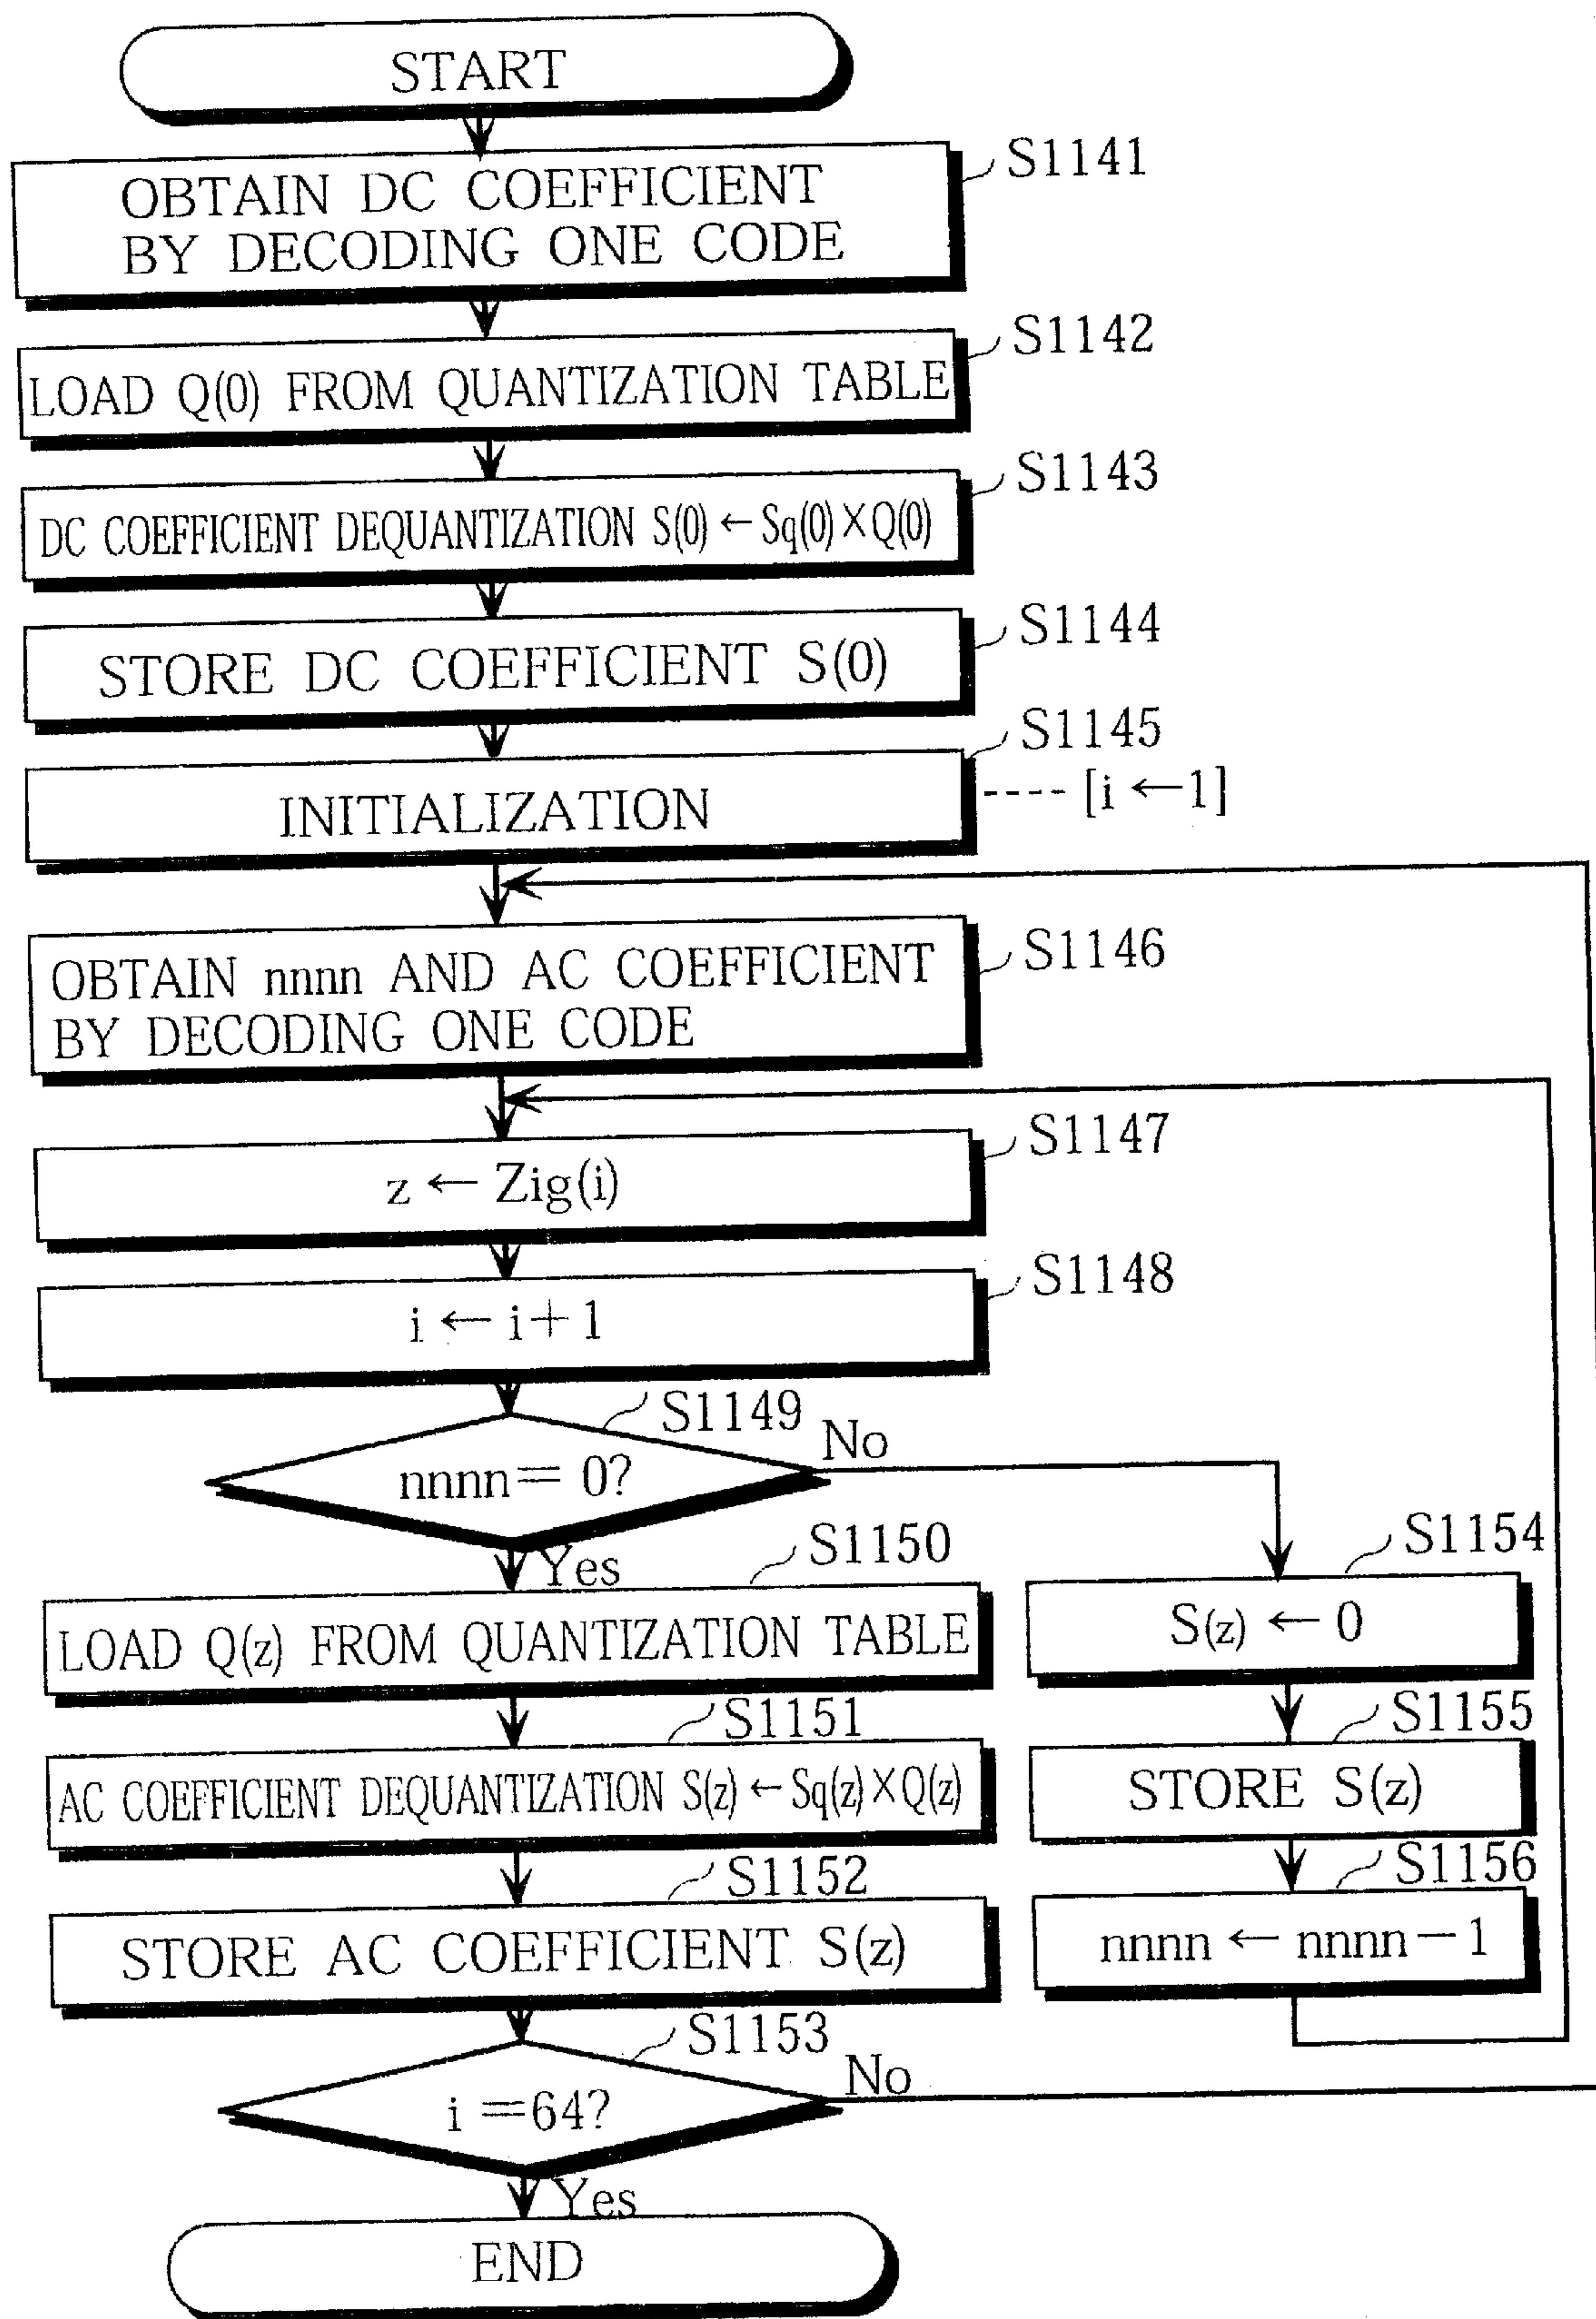 START
S1141
OBTAIN DC COEFFICIENT
BY DECODING ONE CODE
S1142
LOAD Q(0) FROM QUANTIZATION TABLE
S1143
DC COEFFICIENT DEQUANTIZATION S(0) ← Sq(0) × Q(0)
S1144
STORE DC COEFFICIENT S(0)
S1145
INITIALIZATION ---- [i ← 1]
S1146
OBTAIN nnnn AND AC COEFFICIENT
BY DECODING ONE CODE
S1147
z ← Zig(i)
S1148
i ← i + 1
S1149
No
nnnn = 0?
Yes
S1150
LOAD Q(z) FROM QUANTIZATION TABLE
S1151
AC COEFFICIENT DEQUANTIZATION S(z) ← Sq(z) × Q(z)
S1152
STORE AC COEFFICIENT S(z)
S1153
No
i = 64?
Yes
S1154
S(z) ← 0
S1155
STORE S(z)
S1156
nnnn ← nnnn − 1
END